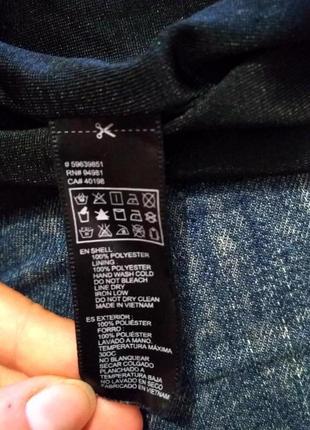 # 59639851
RN# 94981
CA# 40198
EN SHELL
100% POLYESTER
LINING
100% POLYESTER
HAND WASH COLD
DO NOT BLEACH
LINE DRY
IRON LOW
DO NOT DRY CLEAN
MADE IN VIETNAM
ES EXTERIOR :
100% POLIÉSTER
FORRO
100% POLIÉSTER
LAVADO A MANO.
TEMPERATURA MÁXIMA
30OC
NO BLANQUEAR
SECAR COLGADO
PLANCHADO A
TEMPERATURA BAJA
NO LAVADO EN SECO
FABRICADO EN VIETNAM